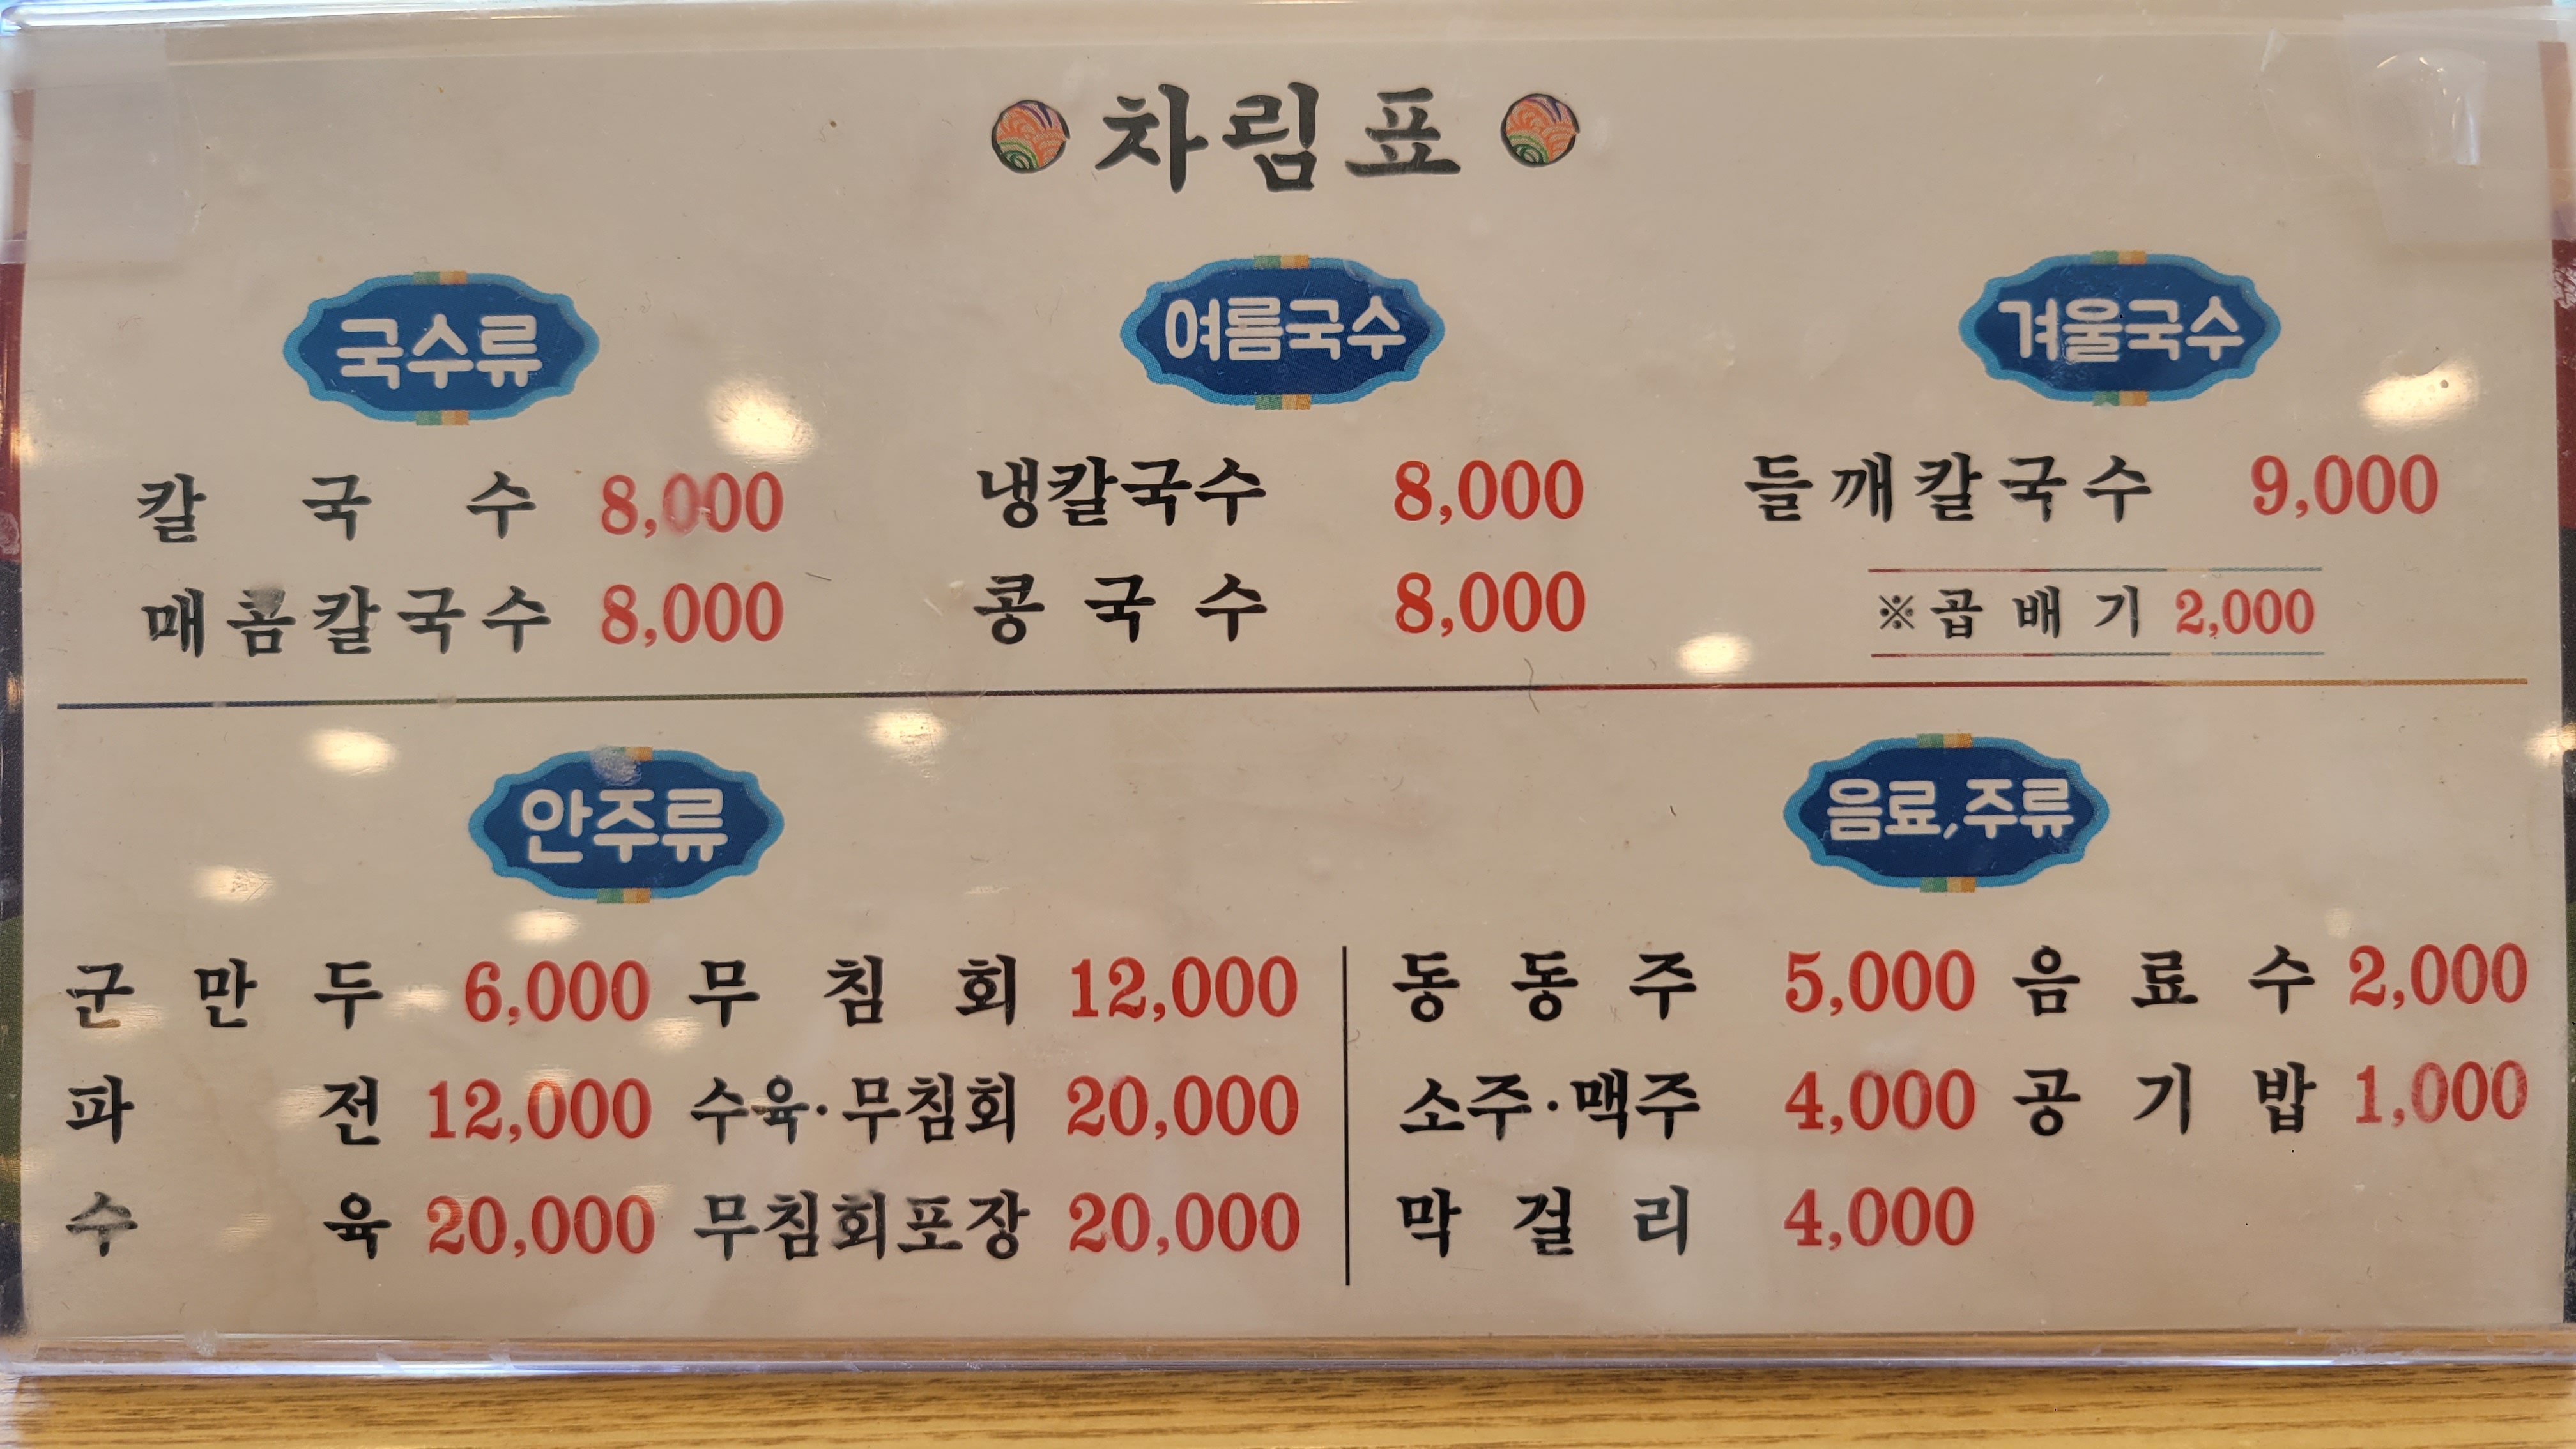 차림표
국수류
칼국수 8,000
매콤칼국수 8,000
여름국수
냉칼국수 8,000
콩국수 8,000
겨울국수
들깨칼국수 9,000
※곱배기 2,000
안주류
군만두 6,000 무침회 12,000
파전 12,000 수육·무침회 20,000
수육 20,000 무침회포장 20,000
음료,주류
동동주 5,000 음료수 2,000
소주·맥주 4,000 공기밥 1,000
막걸리 4,000